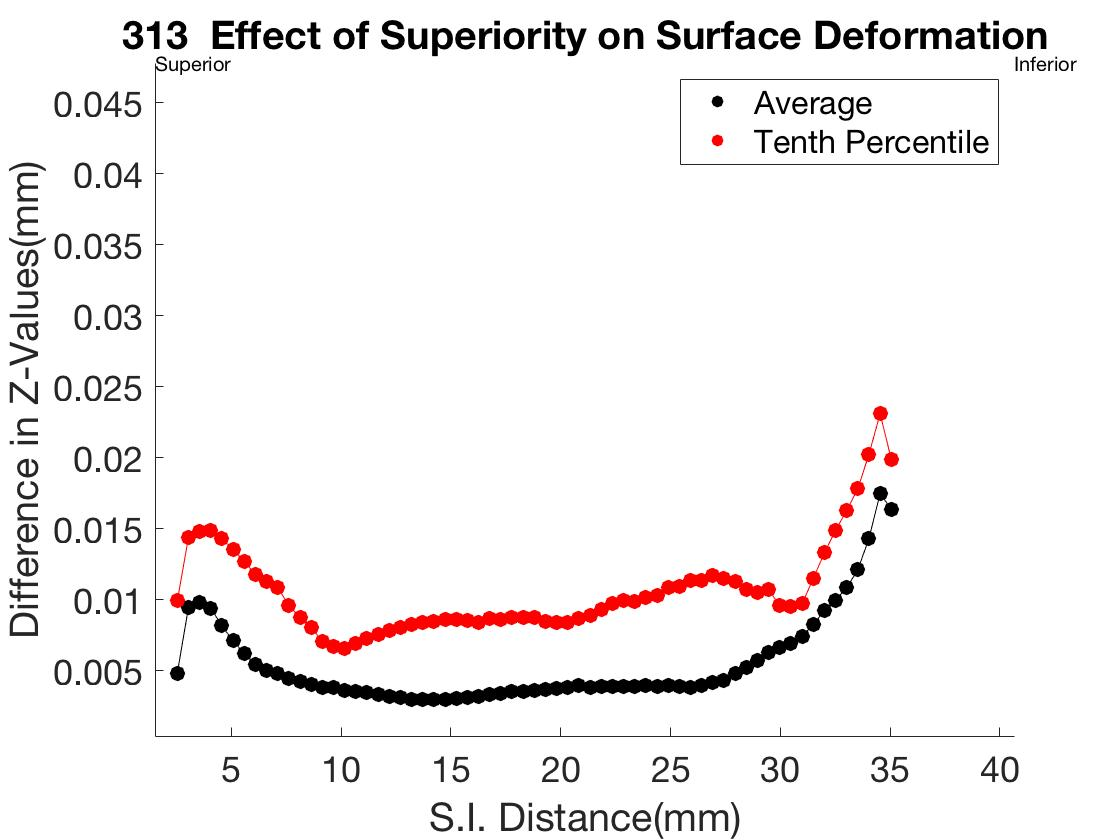 313  Effect of Superiority on Surface Deformation
Superior
Inferior
Average
Tenth Percentile
Difference in Z-Values(mm)
0.045
0.04
0.035
0.03
0.025
0.02
0.015
0.01
0.005
5 10 15 20 25 30 35 40
S.I. Distance(mm)